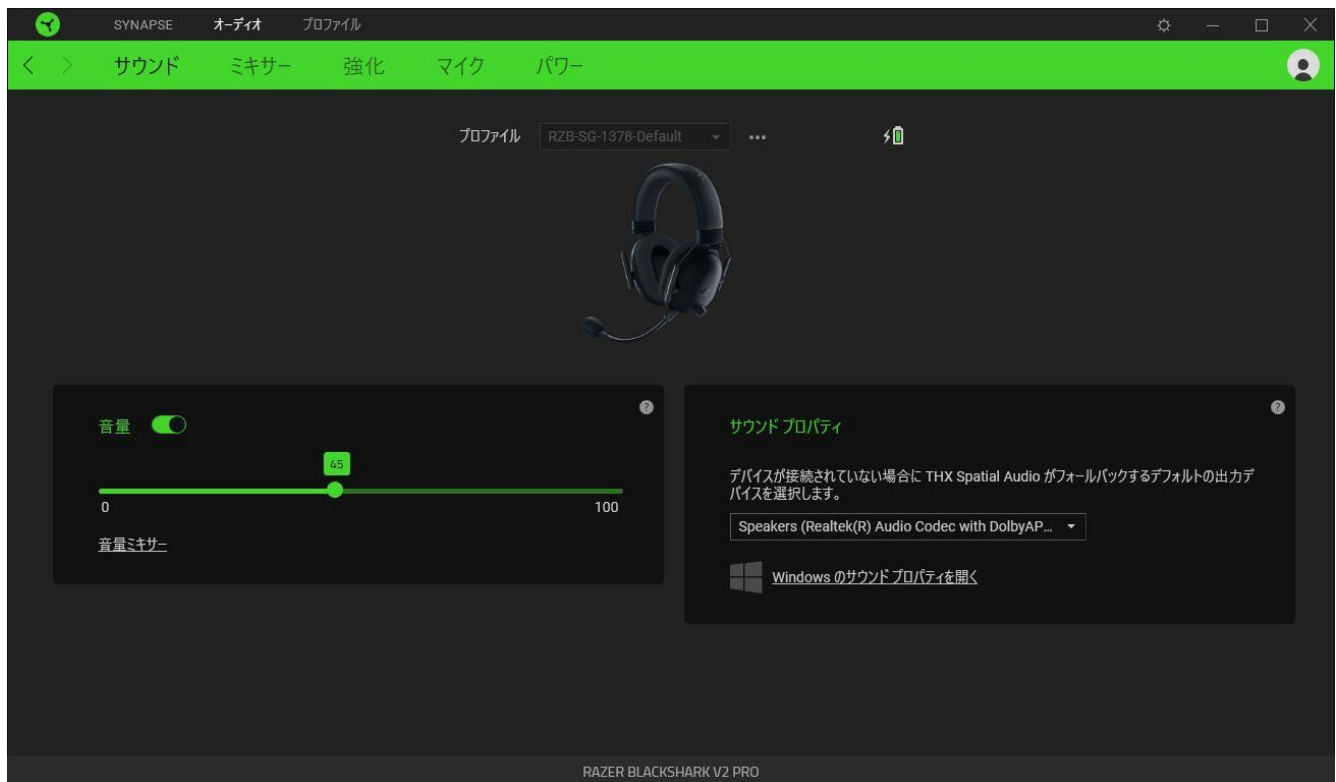 SYNAPSE オーディオ プロファイル
サウンド ミキサー 強化 マイク パワー
プロファイル RZB-SG-1378-Default
音量
45
0 100
音量ミキサー
サウンド プロパティ
デバイスが接続されていない場合に THX Spatial Audio がフォールバックするデフォルトの出力デ
バイスを選択します。
Speakers (Realtek(R) Audio Codec with DolbyAP...
Windows のサウンド プロパティを開く
RAZER BLACKSHARK V2 PRO